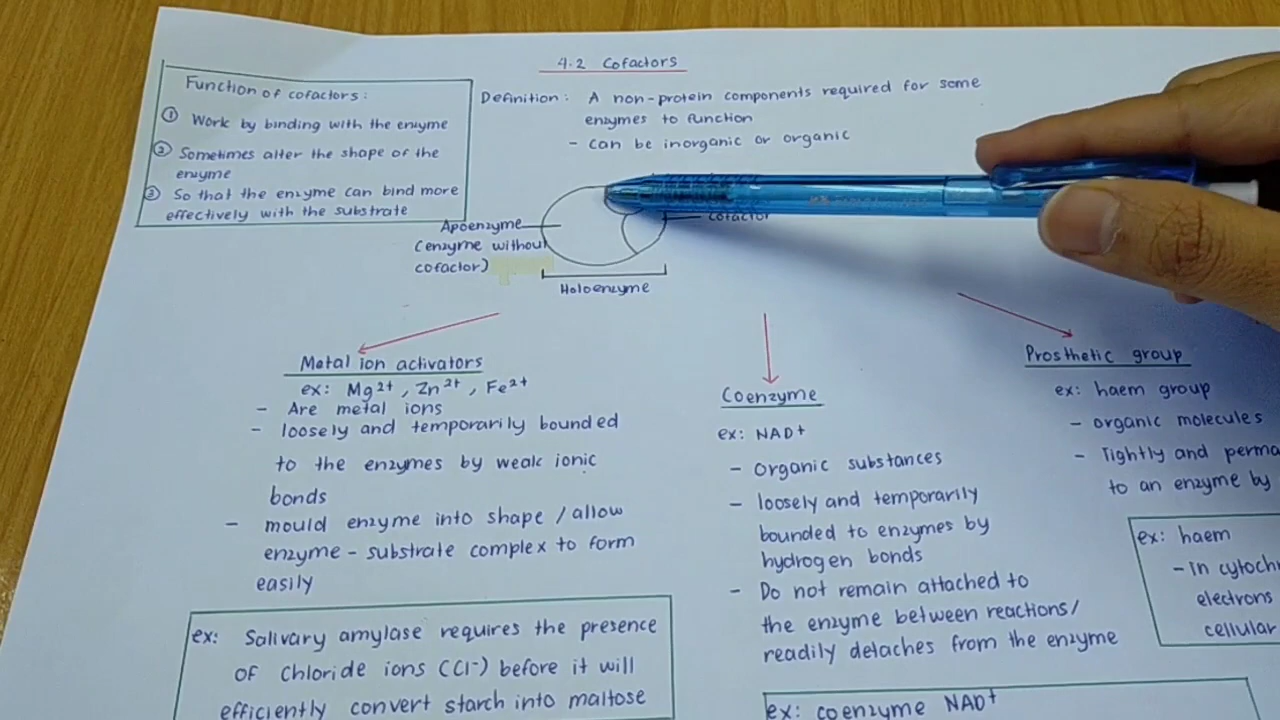 4.2 Cofactors
Function of cofactors:
① Work by binding with the enzyme
② Sometimes alter the shape of the
enzyme
③ So that the enzyme can bind more
effectively with the substrate
Definition: A non-protein components required for some
enzymes to function
- can be inorganic or organic
Apoenzyme
(enzyme without
cofactor)
cofactor
Holoenzyme
Metal ion activators
ex: Mg²⁺, Zn²⁺, Fe²⁺
- Are metal ions
- loosely and temporarily bounded
to the enzymes by weak ionic
bonds
- mould enzyme into shape / allow
enzyme - substrate complex to form
easily
ex: Salivary amylase requires the presence
of chloride ions (Cl⁻) before it will
efficiently convert starch into maltose
Coenzyme
ex: NAD⁺
- organic substances
- loosely and temporarily
bounded to enzymes by
hydrogen bonds
- Do not remain attached to
the enzyme between reactions/
readily detaches from the enzyme
ex: coenzyme NAD⁺
Prosthetic group
ex: haem group
- organic molecules
- Tightly and perma
to an enzyme by
ex: haem
- In cytoch
electrons
cellular